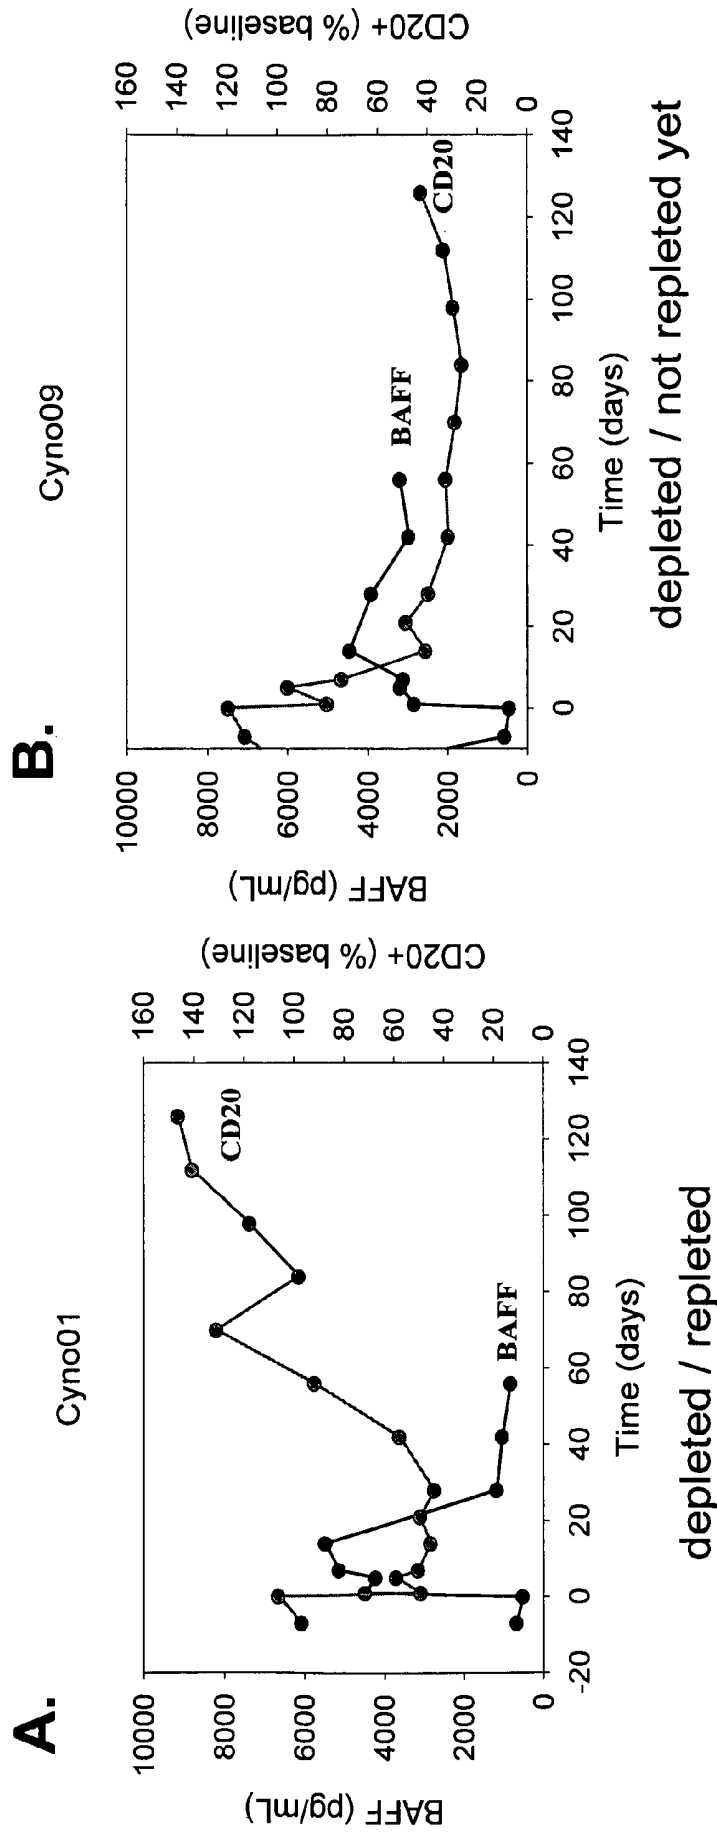 A.
Cyno01
BAFF (pg/mL)
10000
8000
6000
4000
2000
0
CD20+ (% baseline)
160
140
120
100
80
60
40
20
0
CD20
BAFF
-20
0
20
40
60
80
100
120
140
Time (days)
depleted / repleted
B.
Cyno09
BAFF (pg/mL)
10000
8000
6000
4000
2000
0
CD20+ (% baseline)
160
140
120
100
80
60
40
20
0
BAFF
CD20
0
20
40
60
80
100
120
140
Time (days)
depleted / not repleted yet